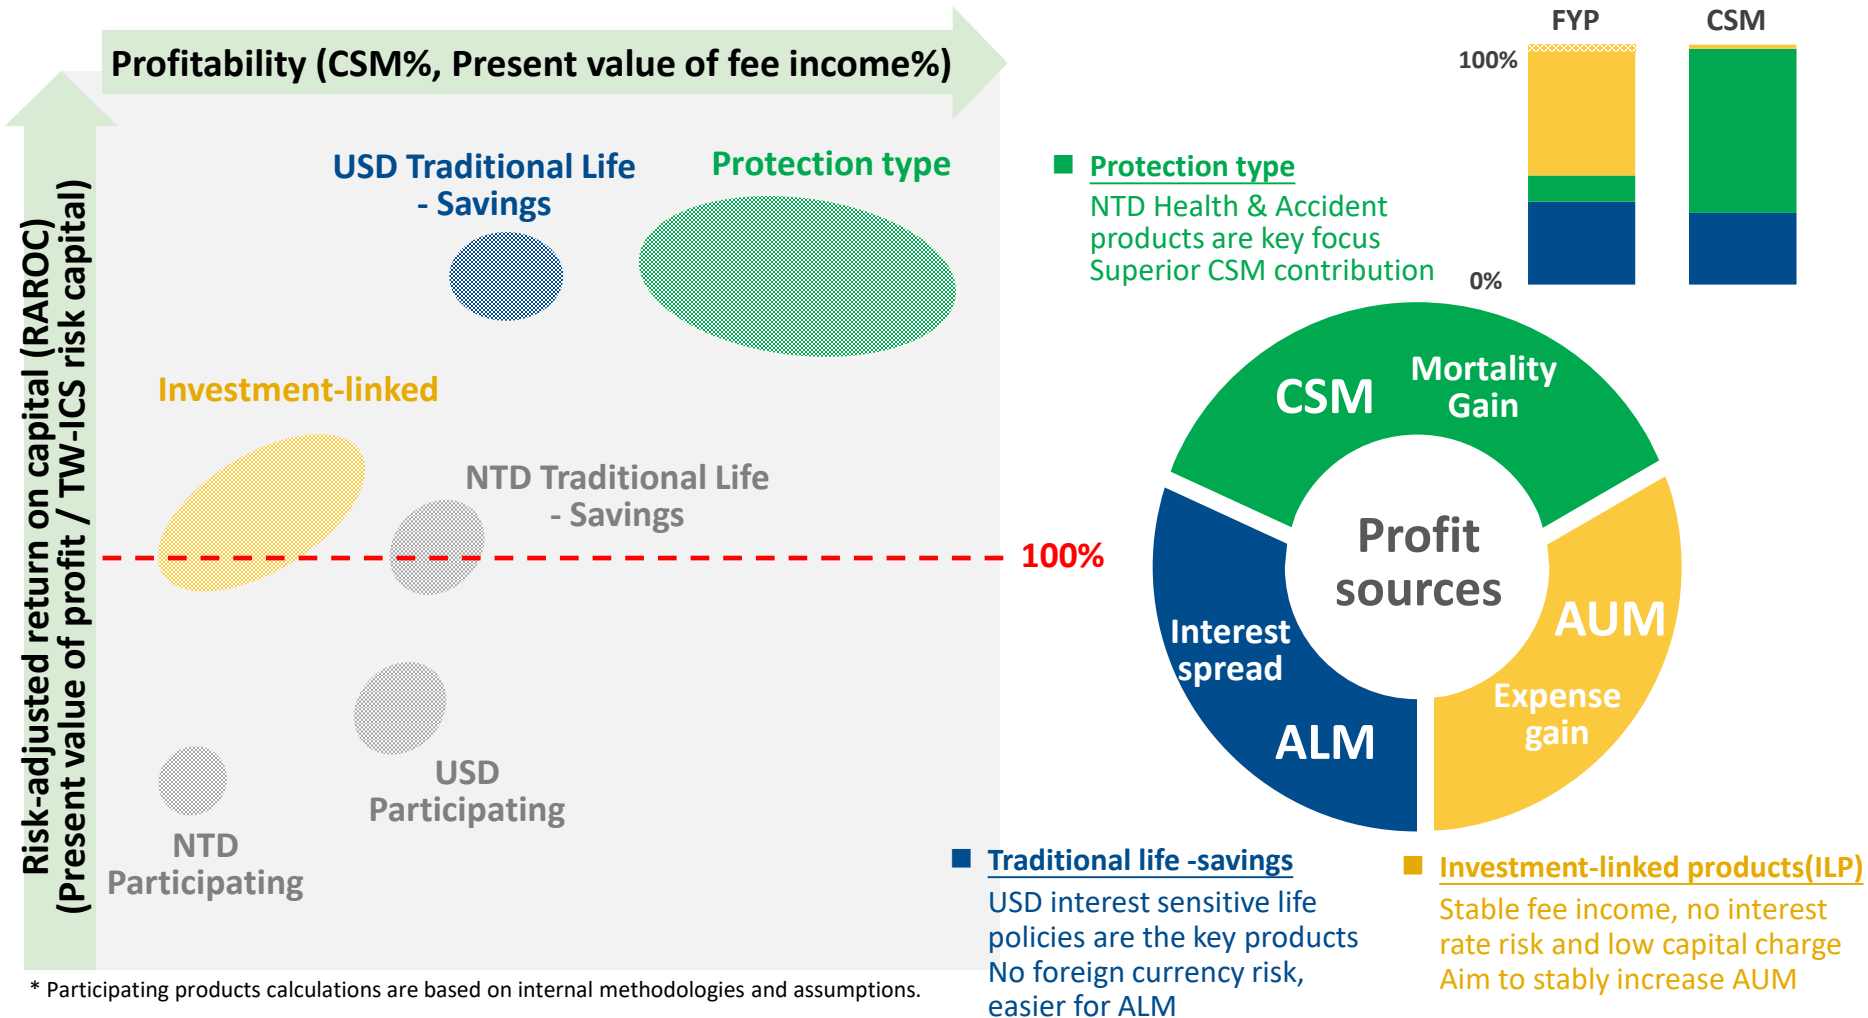 Profitability (CSM%, Present value of fee income%)
Risk-adjusted return on capital (RAROC)
(Present value of profit / TW-ICS risk capital)
USD Traditional Life
- Savings
Protection type
Investment-linked
NTD Traditional Life
- Savings
100%
USD
Participating
NTD
Participating
* Participating products calculations are based on internal methodologies and assumptions.
FYP
CSM
100%
0%
■ Protection type
NTD Health & Accident
products are key focus
Superior CSM contribution
CSM
Mortality
Gain
Profit
sources
Interest
spread
ALM
AUM
Expense
gain
■ Traditional life -savings
USD interest sensitive life
policies are the key products
No foreign currency risk,
easier for ALM
■ Investment-linked products(ILP)
Stable fee income, no interest
rate risk and low capital charge
Aim to stably increase AUM